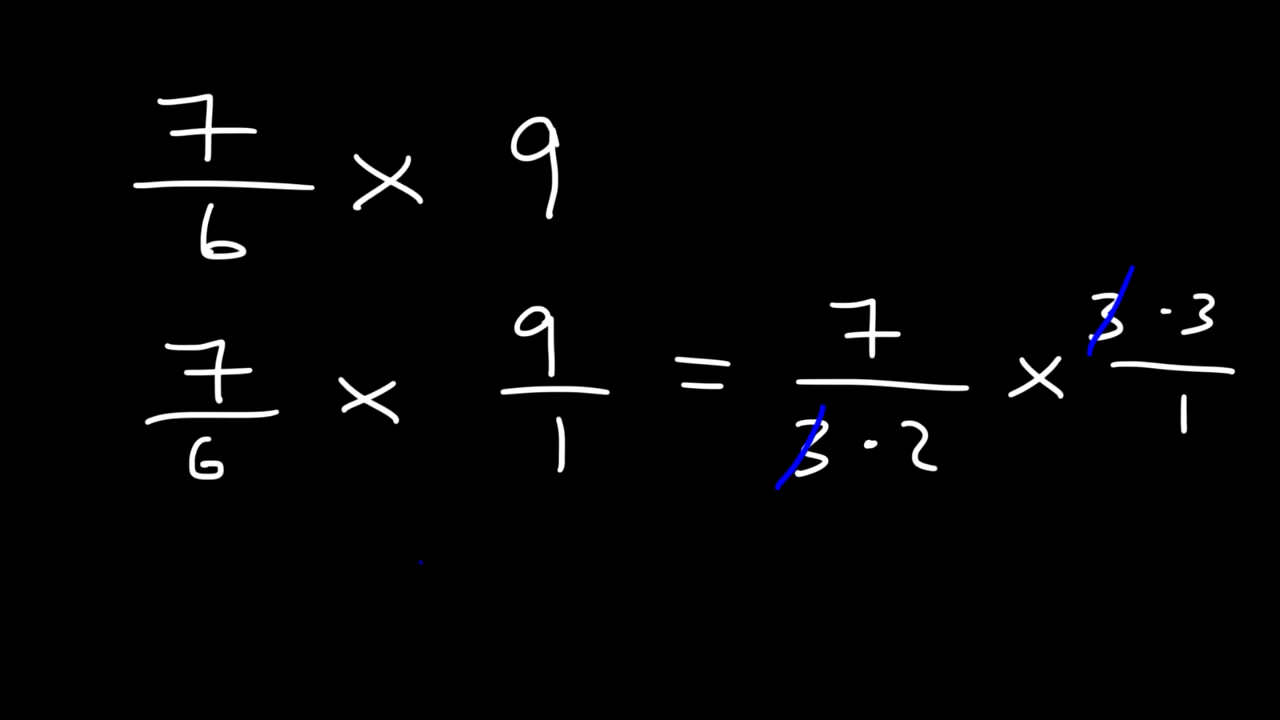 7/6 × 9
7/6 × 9/1 = 7/(3 · 2) × (3 · 3)/1